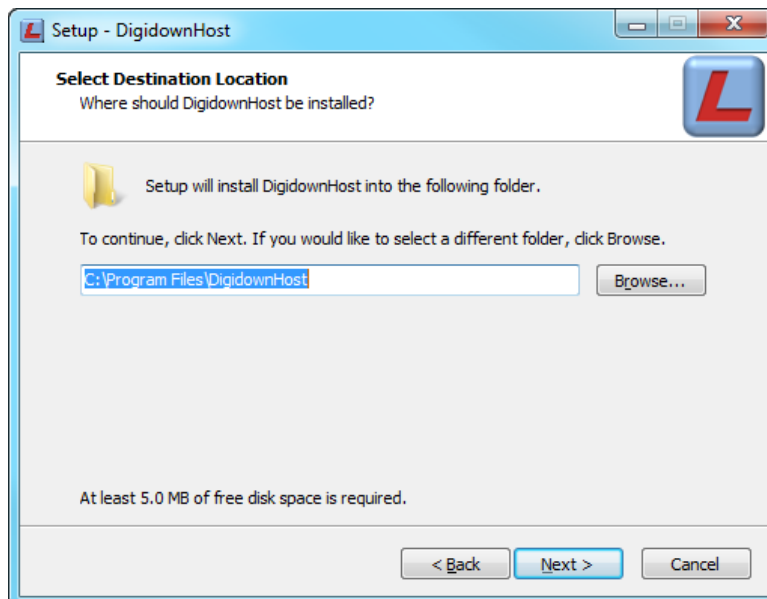 Setup - DigidownHost
Select Destination Location
Where should DigidownHost be installed?
L
Setup will install DigidownHost into the following folder.
To continue, click Next. If you would like to select a different folder, click Browse.
C:\Program Files\DigidownHost
Browse...
At least 5.0 MB of free disk space is required.
< Back
Next >
Cancel